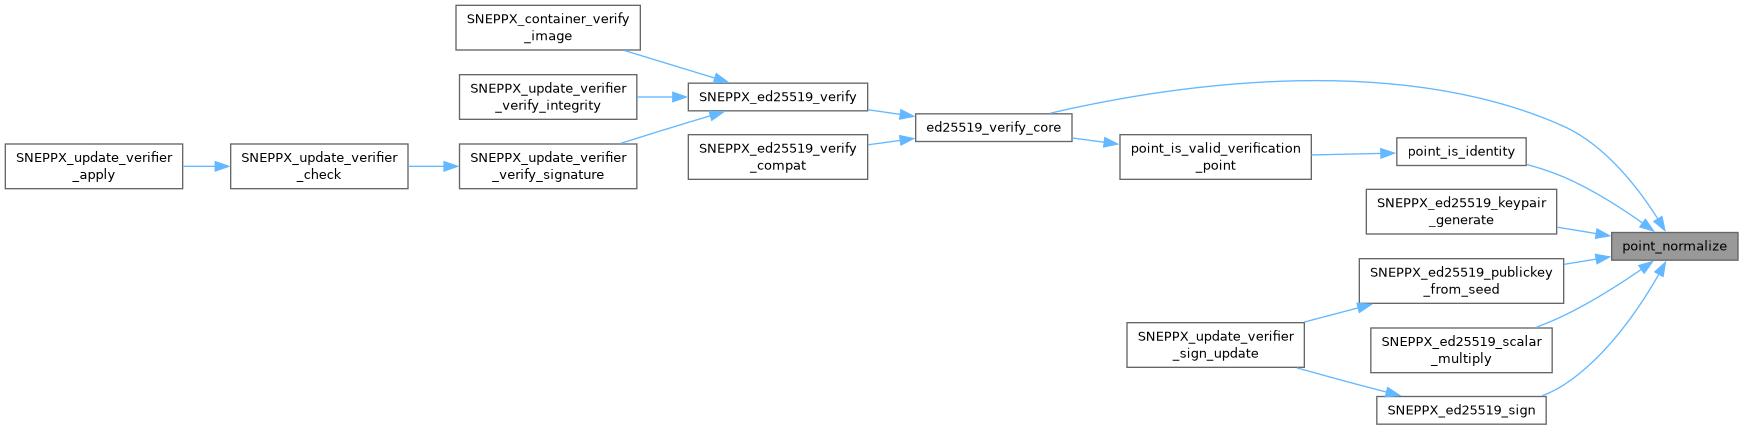 SNEPPX_container_verify
_image
SNEPPX_update_verifier
_verify_integrity
SNEPPX_update_verifier
_apply
SNEPPX_update_verifier
_check
SNEPPX_update_verifier
_verify_signature
SNEPPX_ed25519_verify
SNEPPX_ed25519_verify
_compat
ed25519_verify_core
point_is_valid_verification
_point
point_is_identity
SNEPPX_ed25519_keypair
_generate
point_normalize
SNEPPX_ed25519_publickey
_from_seed
SNEPPX_update_verifier
_sign_update
SNEPPX_ed25519_scalar
_multiply
SNEPPX_ed25519_sign